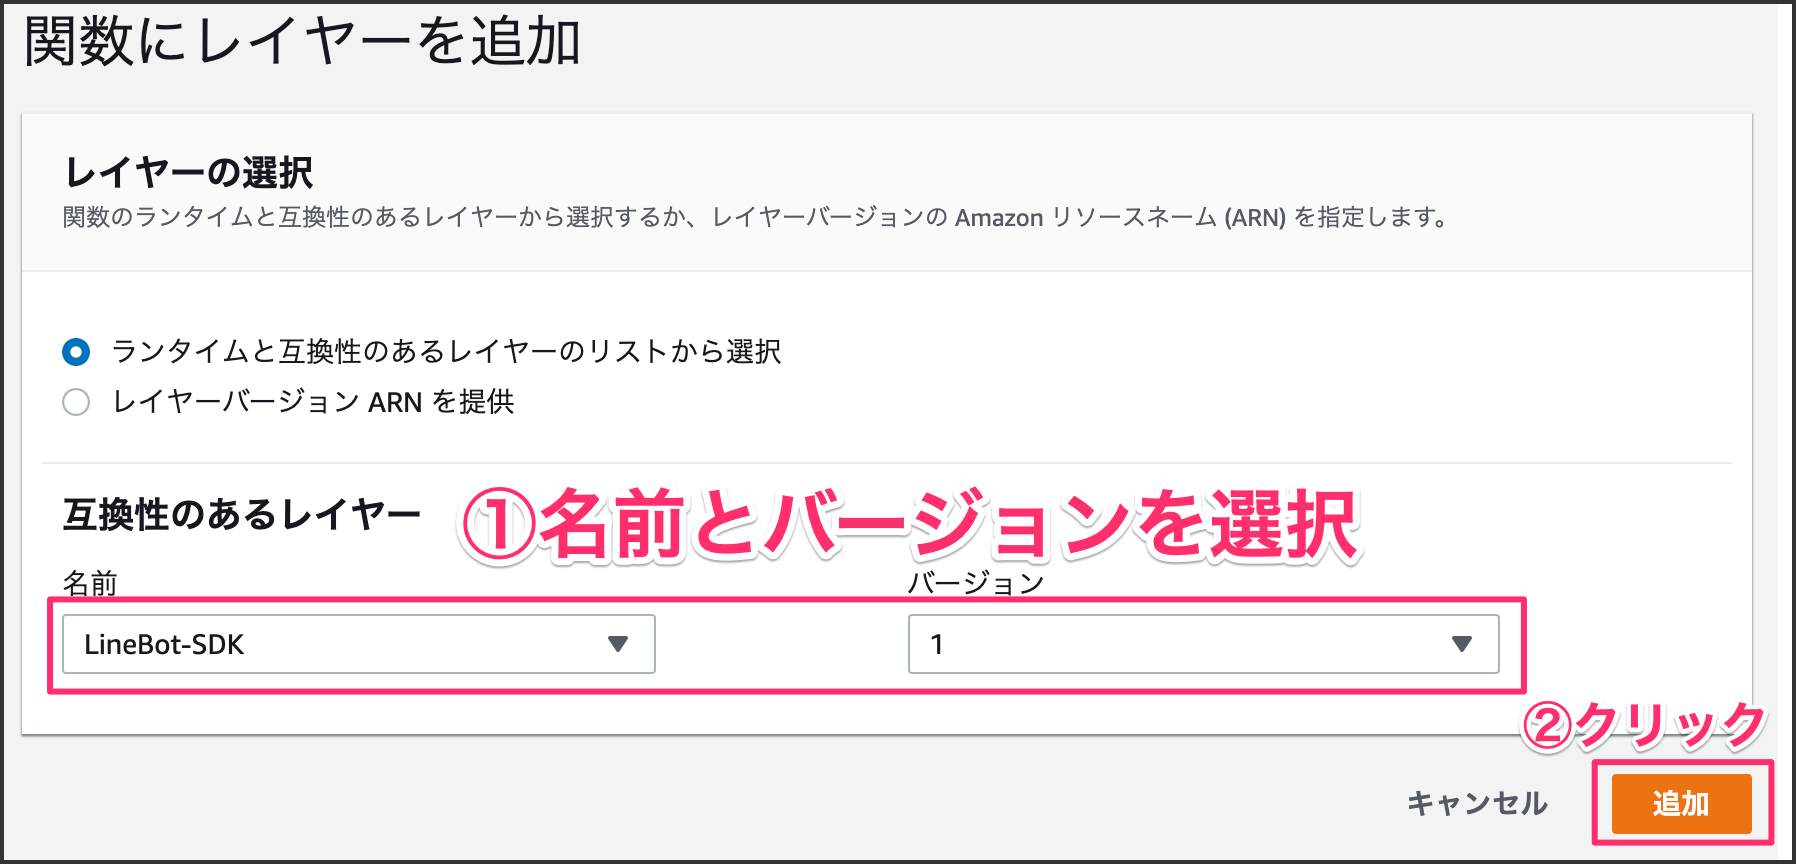 関数にレイヤーを追加
レイヤーの選択
関数のランタイムと互換性のあるレイヤーから選択するか、レイヤーバージョンの Amazon リソースネーム (ARN) を指定します。
ランタイムと互換性のあるレイヤーのリストから選択
レイヤーバージョン ARN を提供
互換性のあるレイヤー
①名前とバージョンを選択
名前
バージョン
LineBot-SDK
1
②クリック
キャンセル
追加